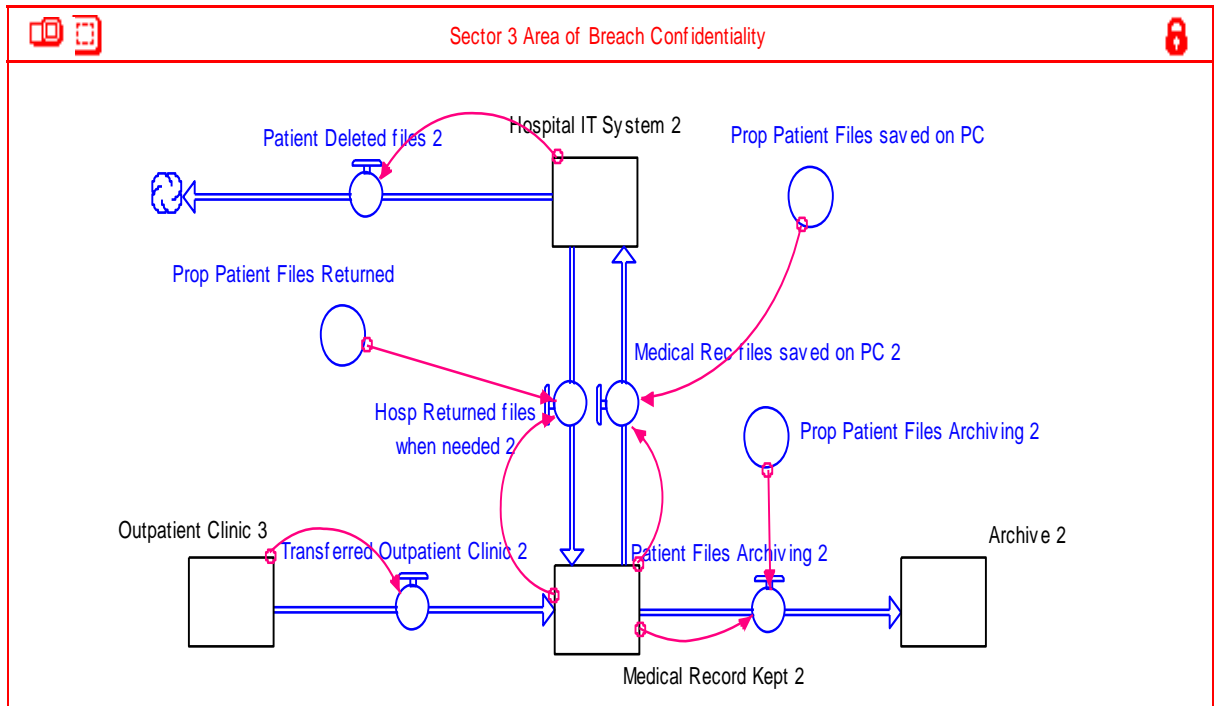 Sector 3 Area of Breach Confidentiality
Hospital IT System 2
Patient Deleted files 2
Prop Patient Files saved on PC
Prop Patient Files Returned
Medical Rec files saved on PC 2
Hosp Returned files
when needed 2
Prop Patient Files Archiving 2
Outpatient Clinic 3
Transferred Outpatient Clinic 2
Patient Files Archiving 2
Archive 2
Medical Record Kept 2